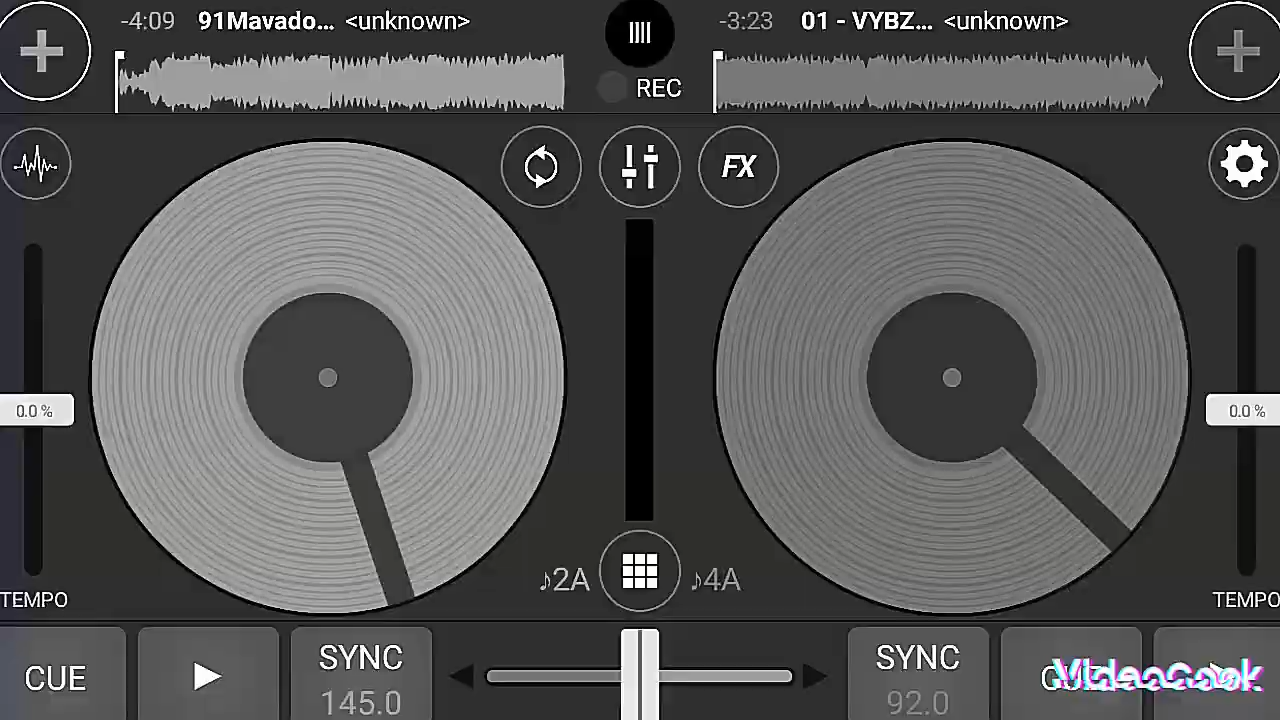 -4:09 91Mavado... <unknown>
-3:23 01 - VYBZ... <unknown>
REC
FX
0.0 %
0.0 %
♪2A
♪4A
TEMPO
TEMPO
CUE
SYNC
145.0
SYNC
92.0
VideoCook